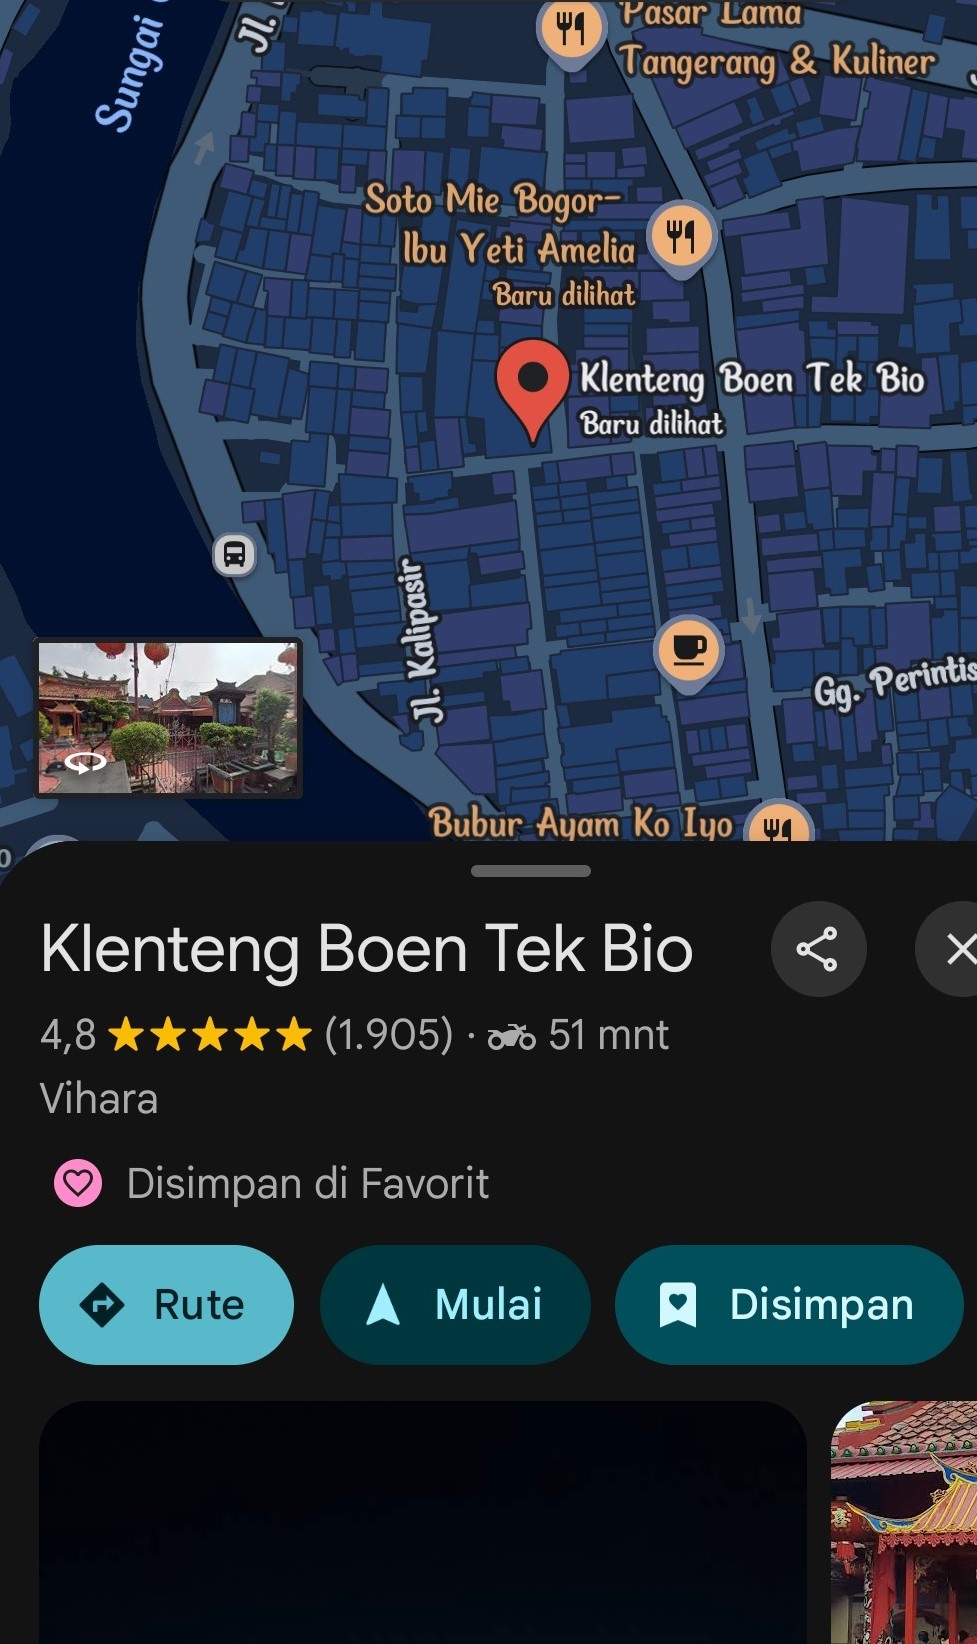 Sungai
Jl.
Pasar Lama
Tangerang & Kuliner
Soto Mie Bogor-
Ibu Yeti Amelia
Baru dilihat
Klenteng Boen Tek Bio
Baru dilihat
Jl. Kalipasir
Gg. Perintis
Bubur Ayam Ko Iyo
Klenteng Boen Tek Bio
4,8 (1.905) · 51 mnt
Vihara
Disimpan di Favorit
Rute
Mulai
Disimpan